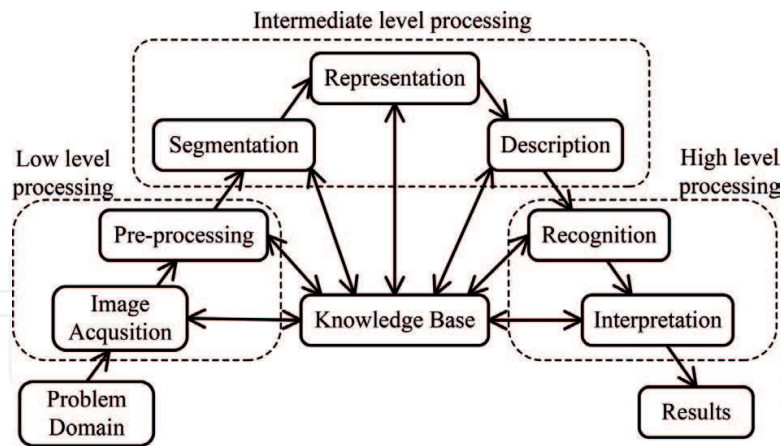 Intermediate level processing
Representation
Segmentation
Description
Low level
processing
High level
processing
Pre-processing
Recognition
Image
Acqusition
Knowledge Base
Interpretation
Problem
Domain
Results